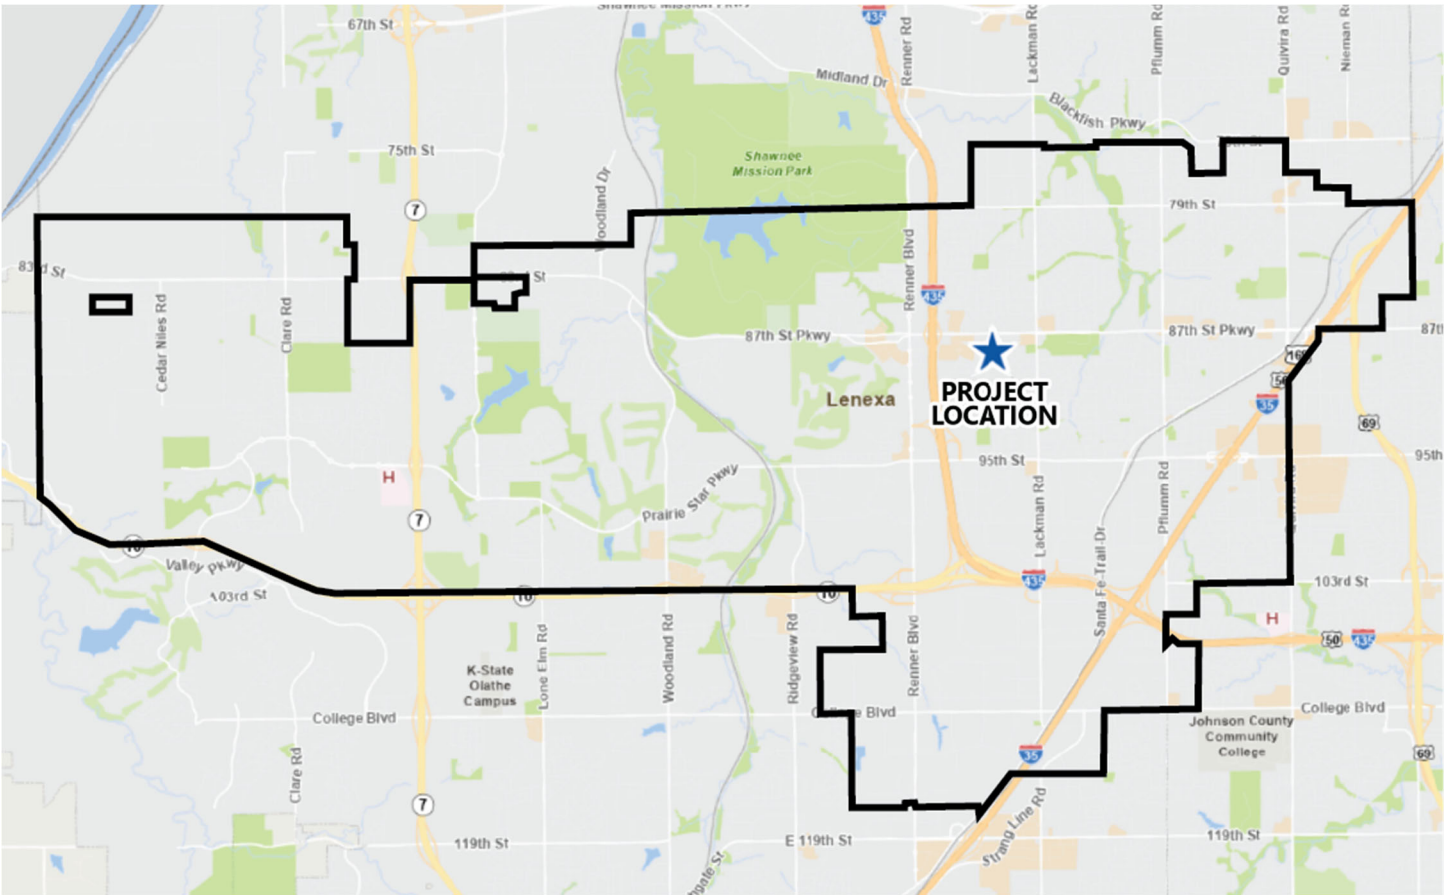 Shawnee Mission Pkwy
67th St
435
Renner Rd
Lackman Rd
Pflumm Rd
Quivira Rd
Nieman R
Midland Dr
Blackfish Pkwy
75th St
Shawnee
Mission Park
Woodland Dr
7
79th St
83rd St
St
Renner Blvd
435
Cedar Niles Rd
Clare Rd
87th St Pkwy
87th St Pkwy
87t
169
56
PROJECT
LOCATION
Lenexa
35
69
95th St
95th
H
Prairie Star Pkwy
Lackman Rd
Pflumm Rd
7
Santa Fe Trail Dr
10
Valley Pkwy
103rd St
10
10
435
103rd St
H
50
435
K-State
Olathe
Campus
Lone Elm Rd
Woodland Rd
Ridgeview Rd
Renner Blvd
College Blvd
College Blvd
College Blvd
Johnson County
Community
College
35
69
Clare Rd
7
Strang Line Rd
119th St
E 119th St
119th St
gate St